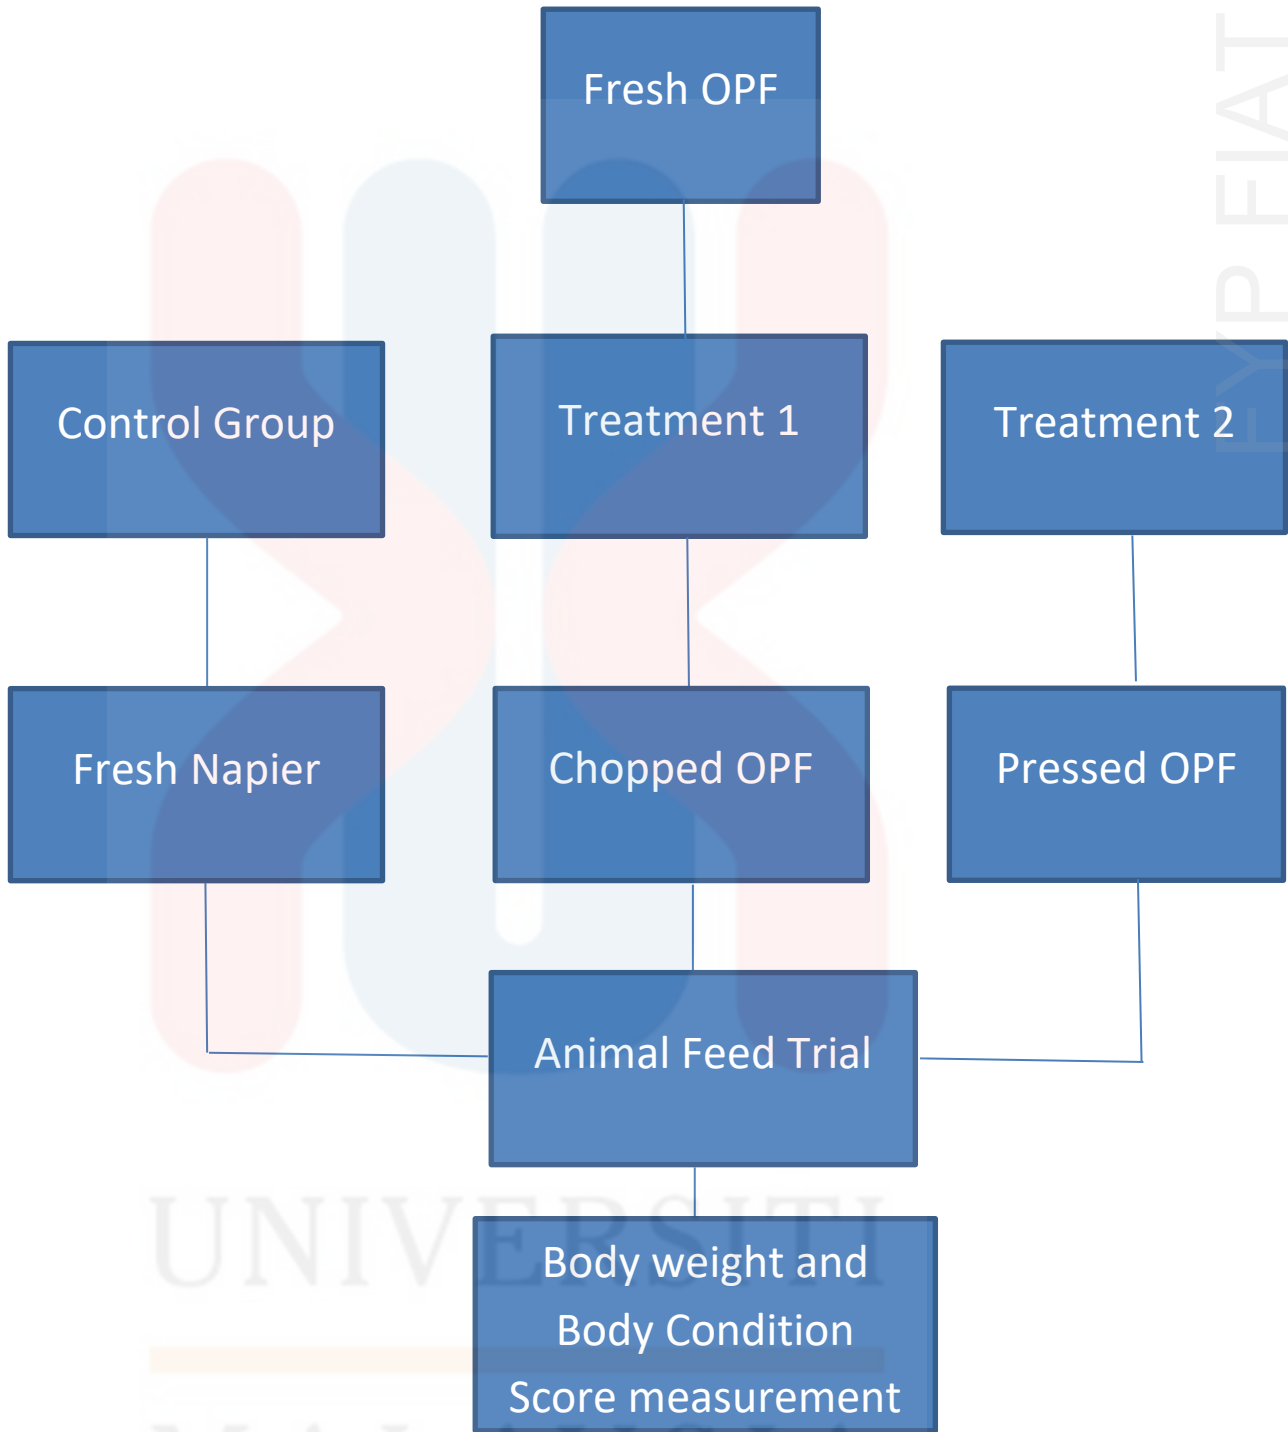 FYP FIAT
Fresh OPF
Control Group
Treatment 1
Treatment 2
Fresh Napier
Chopped OPF
Pressed OPF
Animal Feed Trial
UNIVERSITI
Body weight and
Body Condition
Score measurement